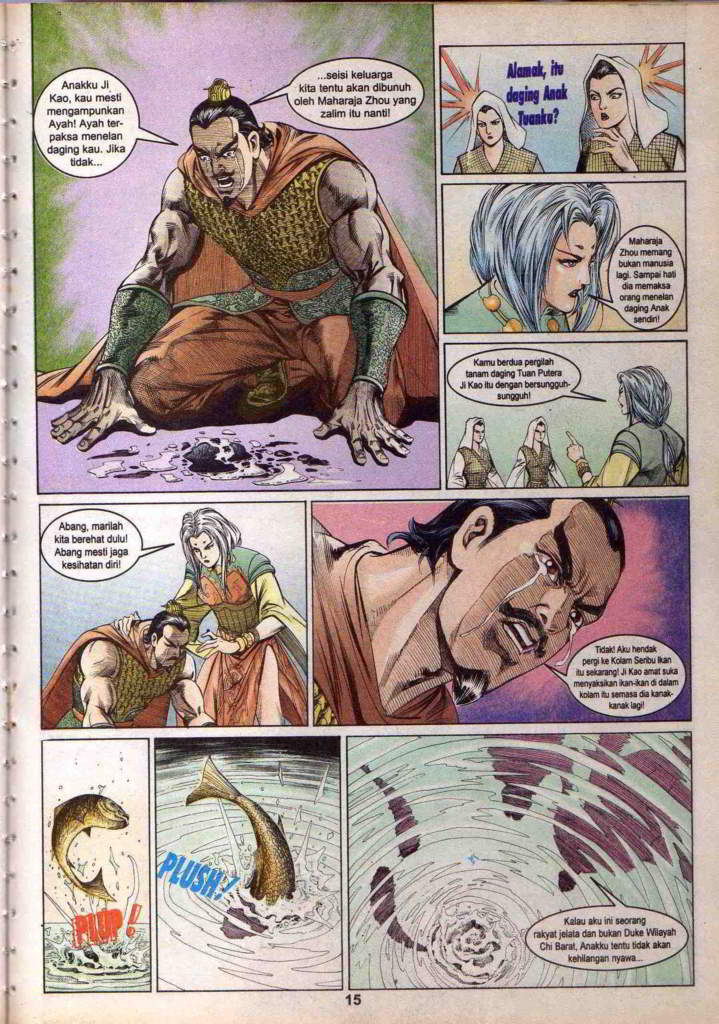 Anakku Ji
Kao, kau mesti
mengampunkan
Ayah! Ayah ter-
paksa menelan
daging kau. Jika
tidak...
...seisi keluarga
kita tentu akan dibunuh
oleh Maharaja Zhou yang
zalim itu nanti!
Alamak, itu
daging Anak
Tuanku?
Maharaja
Zhou memang
bukan manusia
lagi. Sampai hati
dia memaksa
orang menelan
daging Anak
sendiri!
Kamu berdua pergilah
tanam daging Tuan Putera
Ji Kao itu dengan bersungguh-
sungguh!
Abang, marilah
kita berehat dulu!
Abang mesti jaga
kesihatan diri!
Tidak! Aku hendak
pergi ke Kolam Seribu Ikan
itu sekarang! Ji Kao amat suka
menyaksikan ikan-ikan di dalam
kolam itu semasa dia kanak-
kanak lagi!
PLUP!
PLUSH!
Kalau aku ini seorang
rakyat jelata dan bukan Duke Wilayah
Chi Barat, Anakku tentu tidak akan
kehilangan nyawa...
15